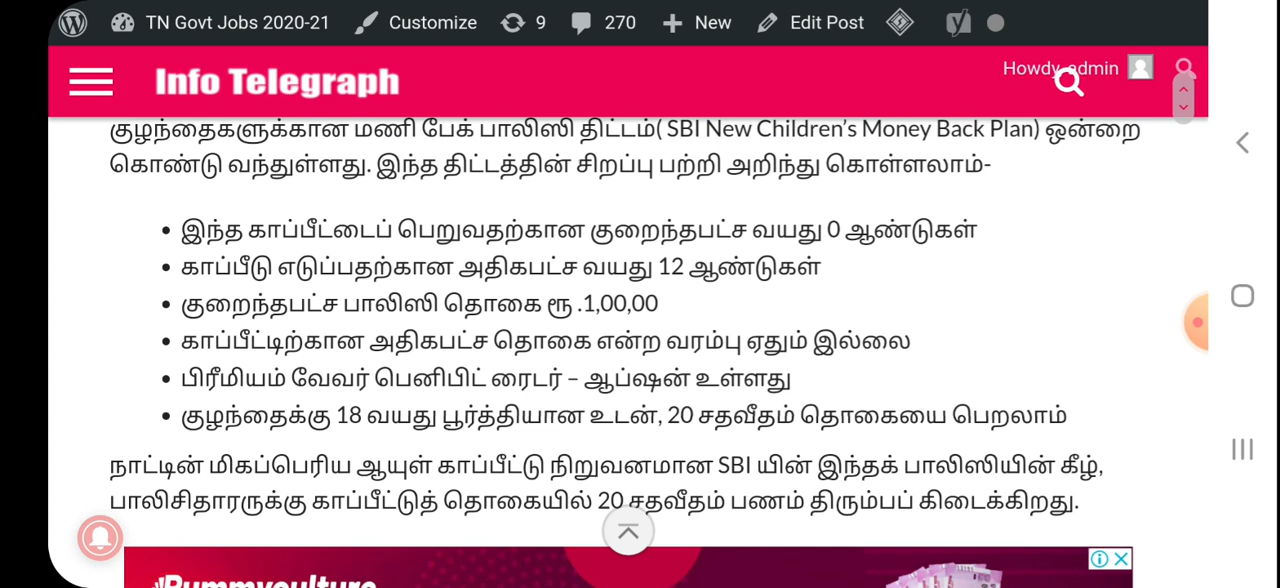 TN Govt Jobs 2020-21 Customize 9 270 New Edit Post
Info Telegraph
Howdy, admin
குழந்தைகளுக்கான மணி பேக் பாலிஸி திட்டம்( SBI New Children’s Money Back Plan) ஒன்றை
கொண்டு வந்துள்ளது. இந்த திட்டத்தின் சிறப்பு பற்றி அறிந்து கொள்ளலாம்-
• இந்த காப்பீட்டைப் பெறுவதற்கான குறைந்தபட்ச வயது 0 ஆண்டுகள்
• காப்பீடு எடுப்பதற்கான அதிகபட்ச வயது 12 ஆண்டுகள்
• குறைந்தபட்ச பாலிஸி தொகை ரூ .1,00,00
• காப்பீட்டிற்கான அதிகபட்ச தொகை என்ற வரம்பு ஏதும் இல்லை
• பிரீமியம் வேவர் பெனிபிட் ரைடர் – ஆப்ஷன் உள்ளது
• குழந்தைக்கு 18 வயது பூர்த்தியான உடன், 20 சதவீதம் தொகையை பெறலாம்
நாட்டின் மிகப்பெரிய ஆயுள் காப்பீட்டு நிறுவனமான SBI யின் இந்தக் பாலிஸியின் கீழ்,
பாலிசிதாரருக்கு காப்பீட்டுத் தொகையில் 20 சதவீதம் பணம் திரும்பப் கிடைக்கிறது.
Rummyculture